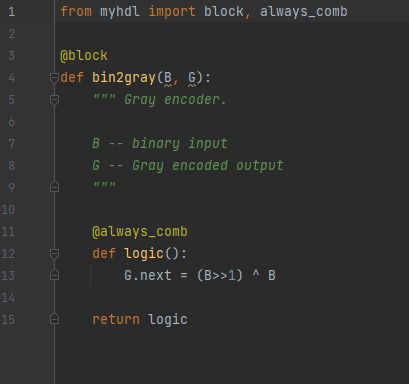 1 from myhdl import block, always_comb
2
3 @block
4 def bin2gray(B, G):
5     """ Gray encoder.
6
7     B -- binary input
8     G -- Gray encoded output
9     """
10
11     @always_comb
12     def logic():
13         G.next = (B>>1) ^ B
14
15     return logic